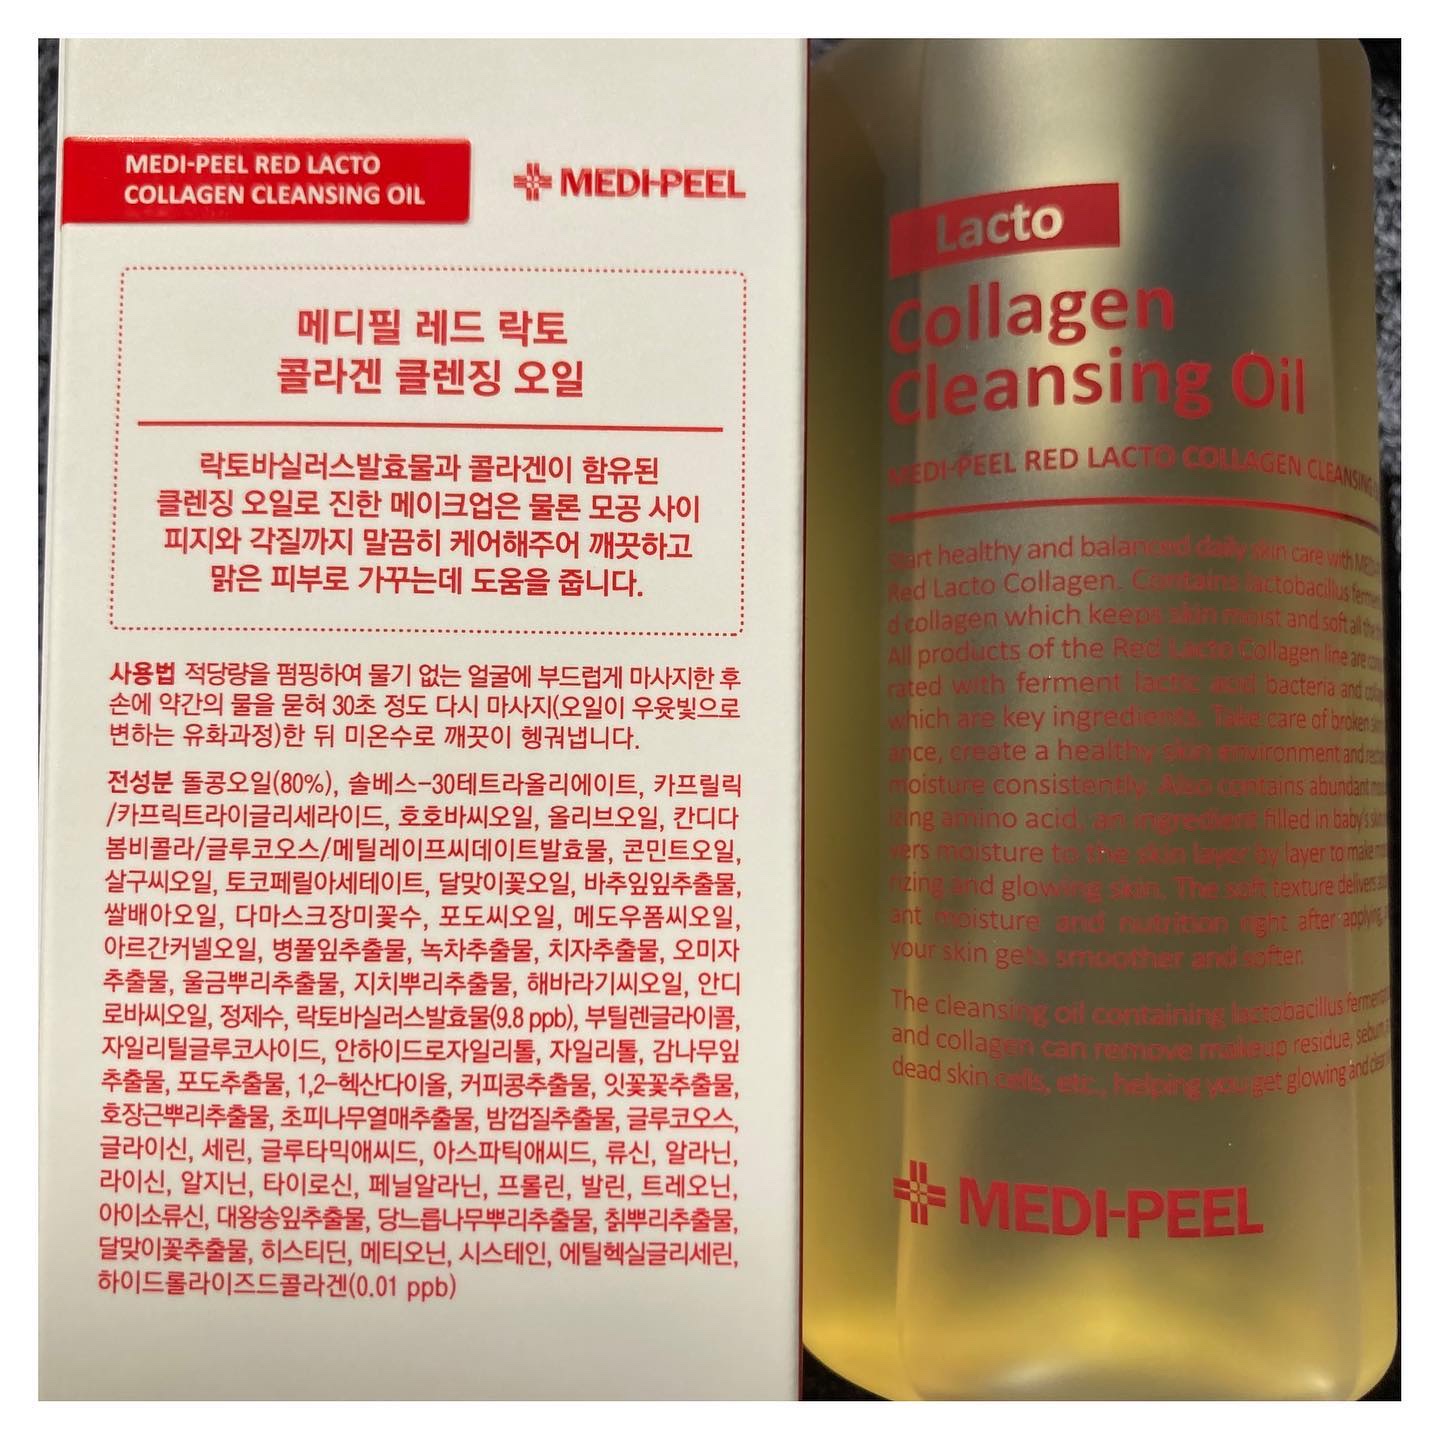 MEDI-PEEL RED LACTO
COLLAGEN CLEANSING OIL
MEDI-PEEL
메디필 레드 락토
콜라겐 클렌징 오일
락토바실러스발효물과 콜라겐이 함유된
클렌징 오일로 진한 메이크업은 물론 모공 사이
피지와 각질까지 말끔히 케어해주어 깨끗하고
맑은 피부로 가꾸는데 도움을 줍니다.
사용법 적당량을 펌핑하여 물기 없는 얼굴에 부드럽게 마사지한 후
손에 약간의 물을 묻혀 30초 정도 다시 마사지(오일이 우윳빛으로
변하는 유화과정)한 뒤 미온수로 깨끗이 헹궈냅니다.
전성분 돌콩오일(80%), 솔베스-30테트라올리에이트, 카프릴릭
/카프릭트라이글리세라이드, 호호바씨오일, 올리브오일, 칸디다
봄비콜라/글루코오스/메틸레이프씨데이트발효물, 콘민트오일,
살구씨오일, 토코페릴아세테이트, 달맞이꽃오일, 바추잎잎추출물,
쌀배아오일, 다마스크장미꽃수, 포도씨오일, 메도우폼씨오일,
아르간커넬오일, 병풀잎추출물, 녹차추출물, 치자추출물, 오미자
추출물, 울금뿌리추출물, 지치뿌리추출물, 해바라기씨오일, 안디
로바씨오일, 정제수, 락토바실러스발효물(9.8 ppb), 부틸렌글라이콜,
자일리틸글루코사이드, 안하이드로자일리톨, 자일리톨, 감나무잎
추출물, 포도추출물, 1,2-헥산다이올, 커피콩추출물, 잇꽃꽃추출물,
호장근뿌리추출물, 초피나무열매추출물, 밤껍질추출물, 글루코오스,
글라이신, 세린, 글루타믹애씨드, 아스파틱애씨드, 류신, 알라닌,
라이신, 알지닌, 타이로신, 페닐알라닌, 프롤린, 발린, 트레오닌,
아이소류신, 대왕송잎추출물, 당느릅나무뿌리추출물, 칡뿌리추출물,
달맞이꽃추출물, 히스티딘, 메티오닌, 시스테인, 에틸헥실글리세린,
하이드롤라이즈드콜라겐(0.01 ppb)
Lacto
Collagen
Cleansing Oil
MEDI-PEEL RED LACTO COLLAGEN CLEANSING
Start healthy and balanced daily skin care with
Red Lacto Collagen. Contains lactobacillus
d collagen which keeps skin moist and soft all
All products of the Red Lacto Collagen line are
rated with ferment lactic acid bacteria and
which are key ingredients. Take care of broken
ance, create a healthy skin environment and
moisture consistently. Also contains abundant
izing amino acid, an ingredient filled in baby's
vers moisture to the skin layer by layer to make
rizing and glowing skin. The soft texture delivers
ant moisture and nutrition right after applying,
your skin gets smoother and softer.
The cleansing oil containing lactobacillus
and collagen can remove makeup residue, sebum
dead skin cells, etc., helping you get glowing and
MEDI-PEEL